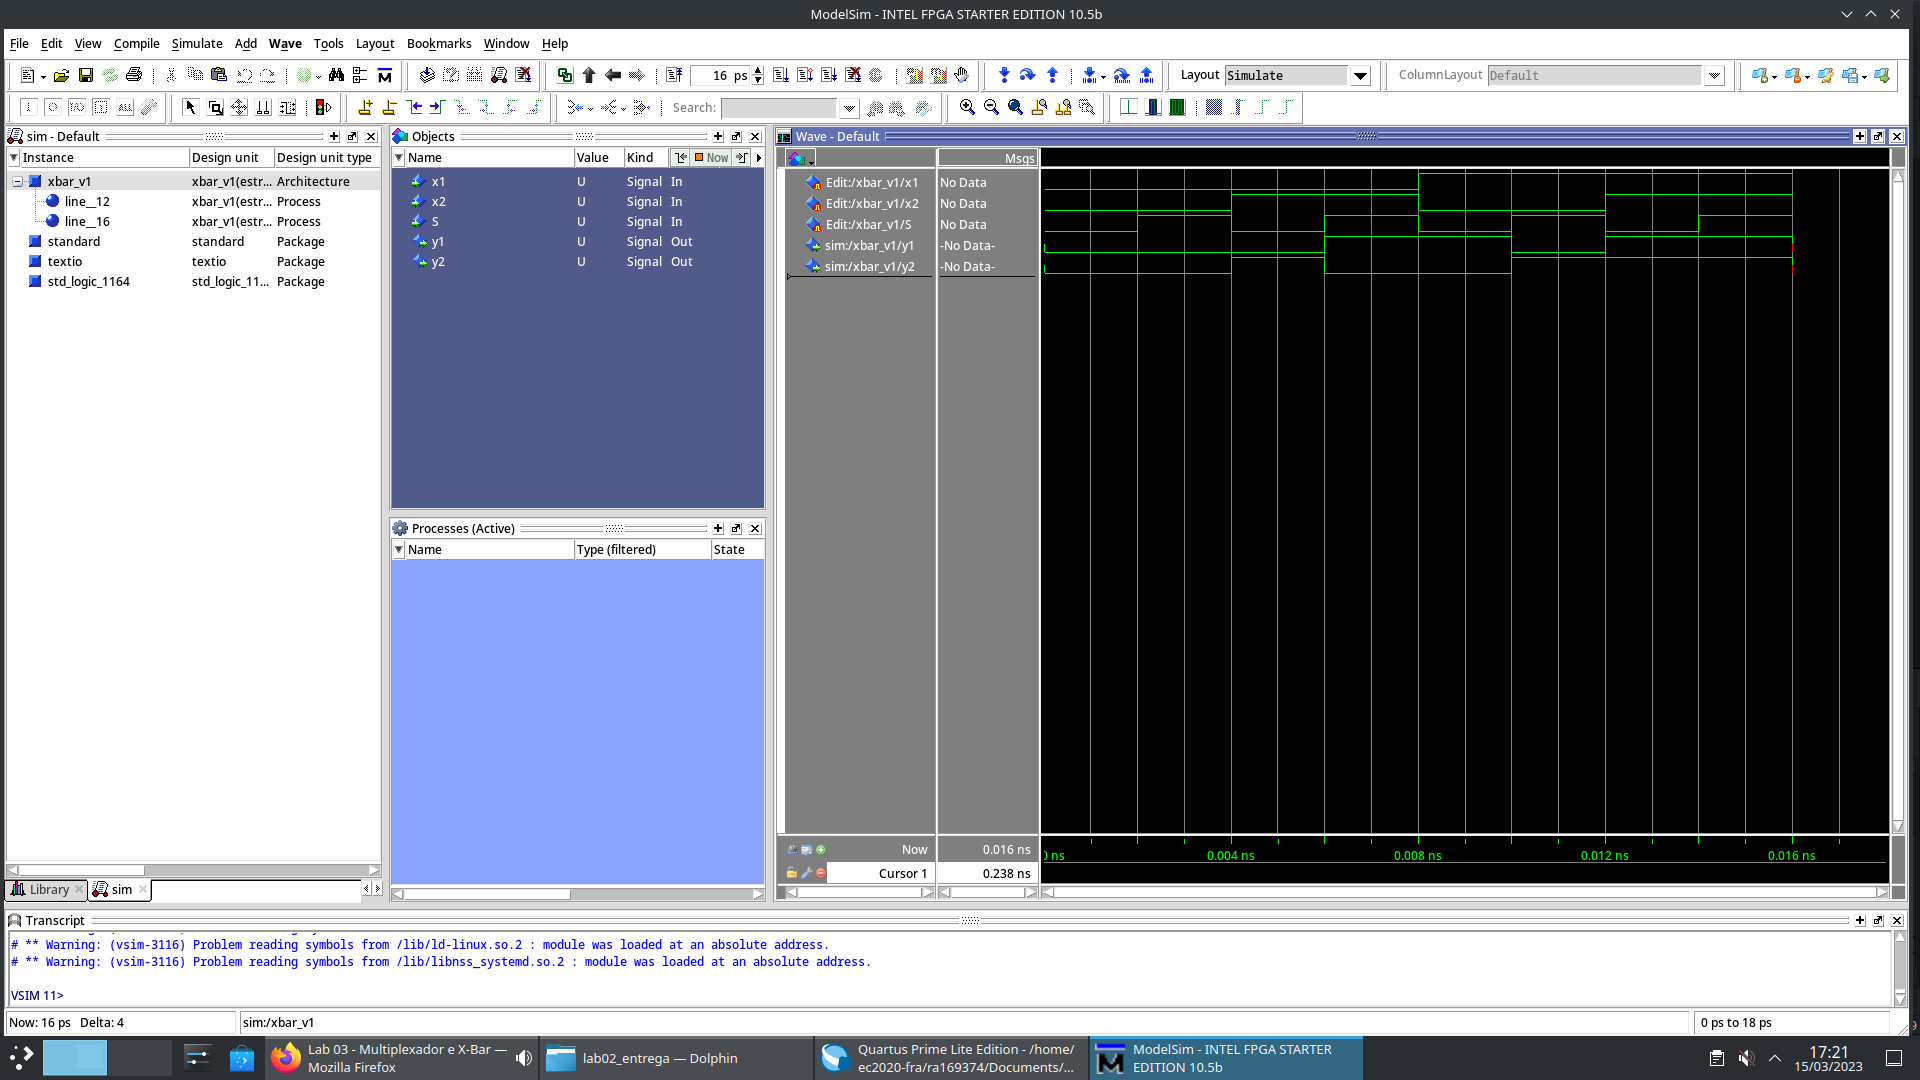 ModelSim - INTEL FPGA STARTER EDITION 10.5b
File Edit View Compile Simulate Add Wave Tools Layout Bookmarks Window Help
16 ps
Layout Simulate
ColumnLayout Default
Search:
sim - Default
Instance Design unit Design unit type
xbar_v1 xbar_v1(estr... Architecture
line__12 xbar_v1(estr... Process
line__16 xbar_v1(estr... Process
standard standard Package
textio textio Package
std_logic_1164 std_logic_11... Package
Library sim
Objects
Name Value Kind Now
x1 U Signal In
x2 U Signal In
S U Signal In
y1 U Signal Out
y2 U Signal Out
Processes (Active)
Name Type (filtered) State
Wave - Default
Msgs
Edit:/xbar_v1/x1 No Data
Edit:/xbar_v1/x2 No Data
Edit:/xbar_v1/S No Data
sim:/xbar_v1/y1 -No Data-
sim:/xbar_v1/y2 -No Data-
Now 0.016 ns
ns 0.004 ns 0.008 ns 0.012 ns 0.016 ns
Cursor 1 0.238 ns
Transcript
# ** Warning: (vsim-3116) Problem reading symbols from /lib/ld-linux.so.2 : module was loaded at an absolute address.
# ** Warning: (vsim-3116) Problem reading symbols from /lib/libnss_systemd.so.2 : module was loaded at an absolute address.
VSIM 11>
Now: 16 ps Delta: 4 sim:/xbar_v1 0 ps to 18 ps
Lab 03 - Multiplexador e X-Bar —
Mozilla Firefox
lab02_entrega — Dolphin
Quartus Prime Lite Edition - /home/
ec2020-fra/ra169374/Documents/...
ModelSim - INTEL FPGA STARTER
EDITION 10.5b
17:21
15/03/2023